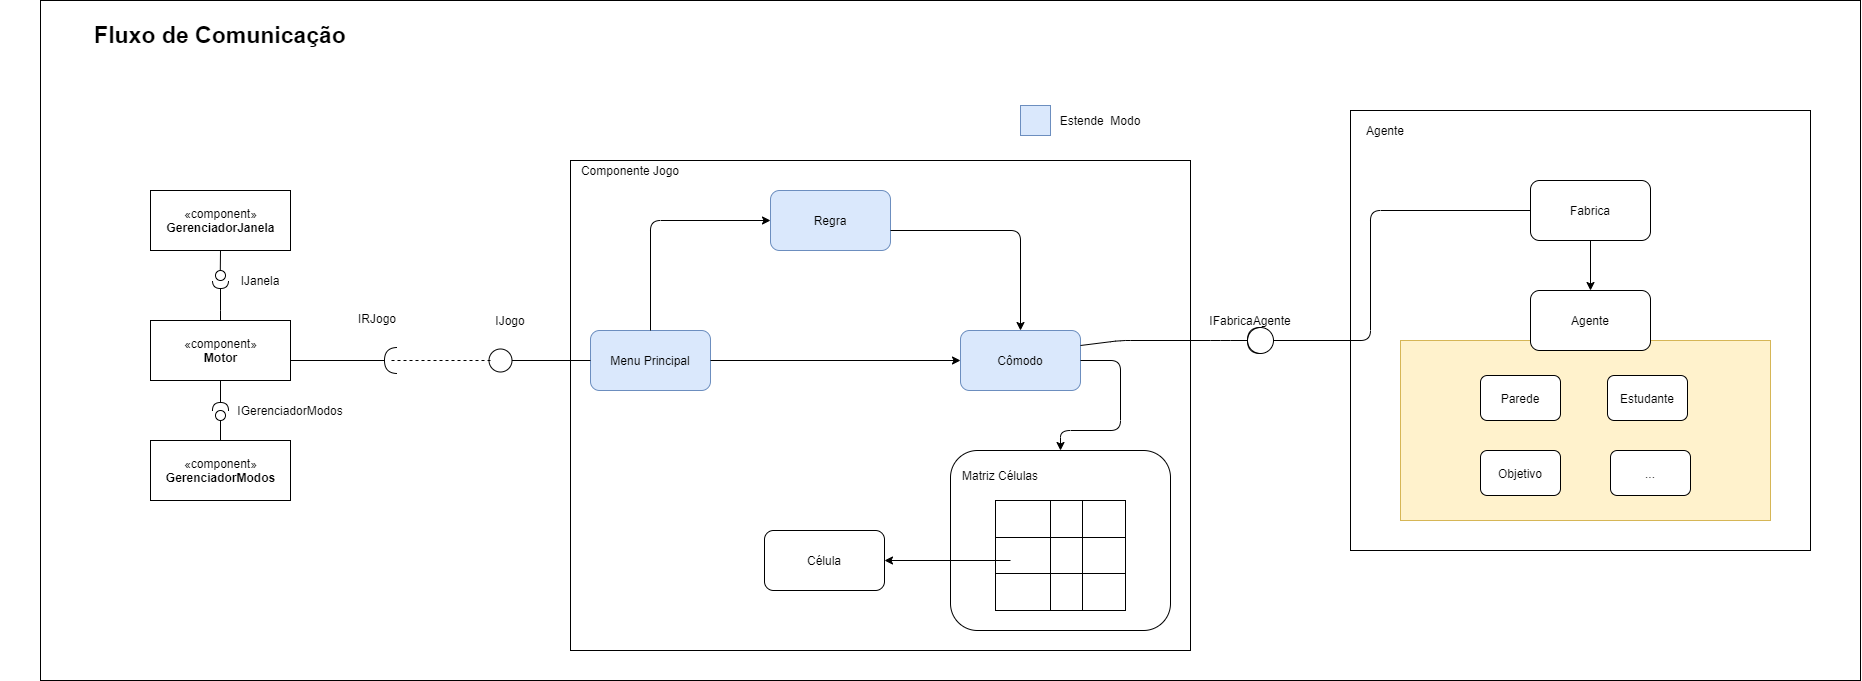 Fluxo de Comunicação
Estende Modo
«component»
GerenciadorJanela
IJanela
«component»
Motor
IGerenciadorModos
«component»
GerenciadorModos
IRJogo
IJogo
Componente Jogo
Regra
Menu Principal
Cômodo
Matriz Células
Célula
IFabricaAgente
Agente
Fabrica
Agente
Parede
Estudante
Objetivo
...